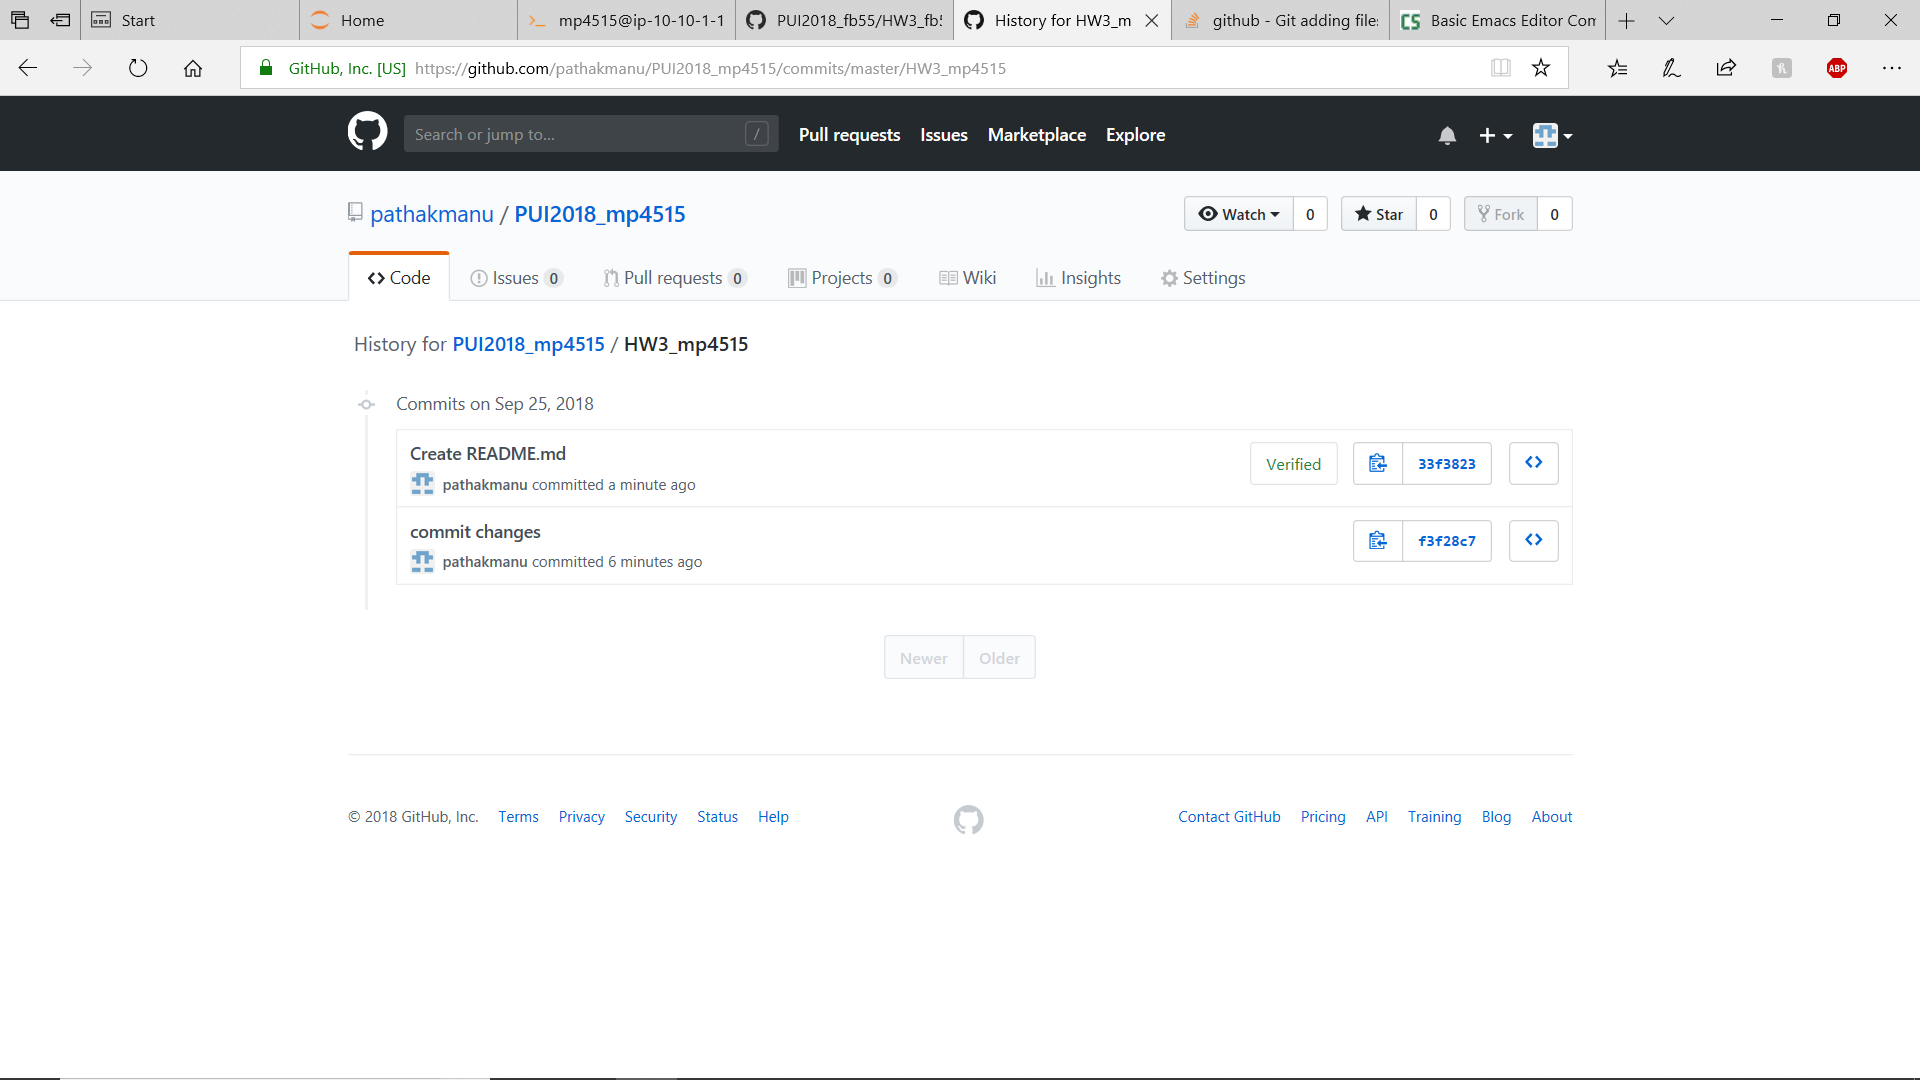 Start
Home
mp4515@ip-10-10-1-1
PUI2018_fb55/HW3_fb5
History for HW3_m
github - Git adding files
Basic Emacs Editor Com
GitHub, Inc. [US] https://github.com/pathakmanu/PUI2018_mp4515/commits/master/HW3_mp4515
ABP
Search or jump to... /
Pull requests Issues Marketplace Explore
pathakmanu / PUI2018_mp4515
Watch 0 Star 0 Fork 0
Code Issues 0 Pull requests 0 Projects 0 Wiki Insights Settings
History for PUI2018_mp4515 / HW3_mp4515
Commits on Sep 25, 2018
Create README.md
pathakmanu committed a minute ago
Verified 33f3823
commit changes
pathakmanu committed 6 minutes ago
f3f28c7
Newer Older
© 2018 GitHub, Inc. Terms Privacy Security Status Help
Contact GitHub Pricing API Training Blog About